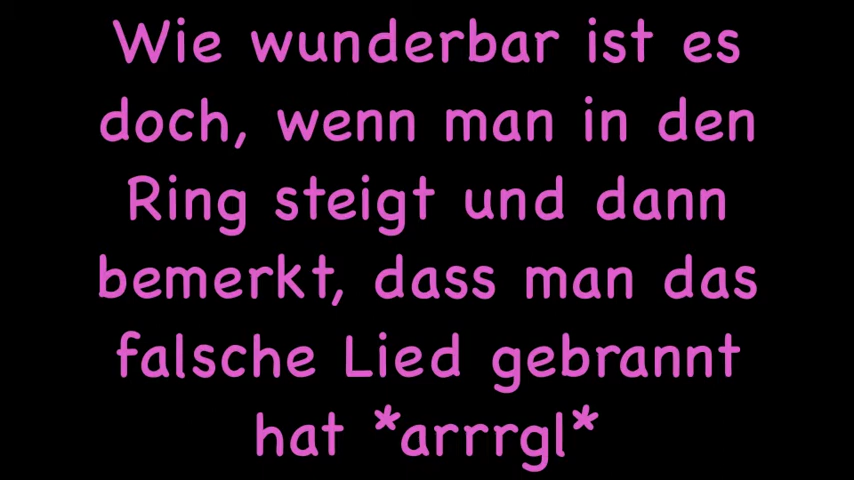 Wie wunderbar ist es
doch, wenn man in den
Ring steigt und dann
bemerkt, dass man das
falsche Lied gebrannt
hat *arrrgl*